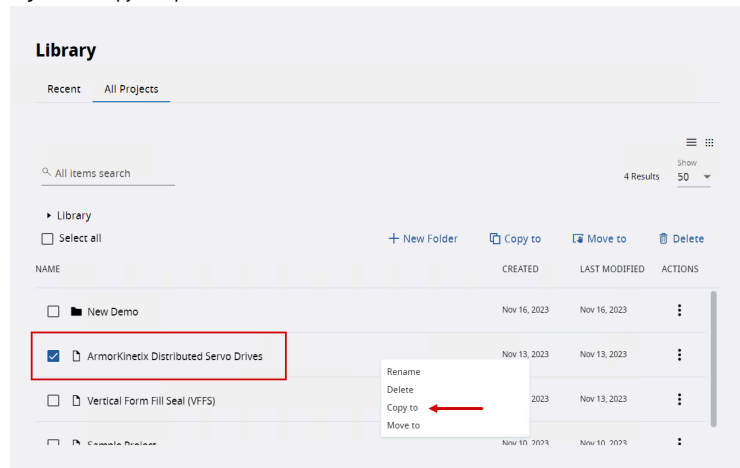 Library
Recent All Projects
All items search
4 Results
Show
50
Library
Select all
New Folder Copy to Move to Delete
NAME CREATED LAST MODIFIED ACTIONS
New Demo Nov 16, 2023 Nov 16, 2023
ArmorKinetix Distributed Servo Drives Nov 13, 2023 Nov 13, 2023
Rename
Delete
Copy to
Move to
Vertical Form Fill Seal (VFFS) 2023 Nov 13, 2023
Sample Project Nov 10, 2023 Nov 10, 2023